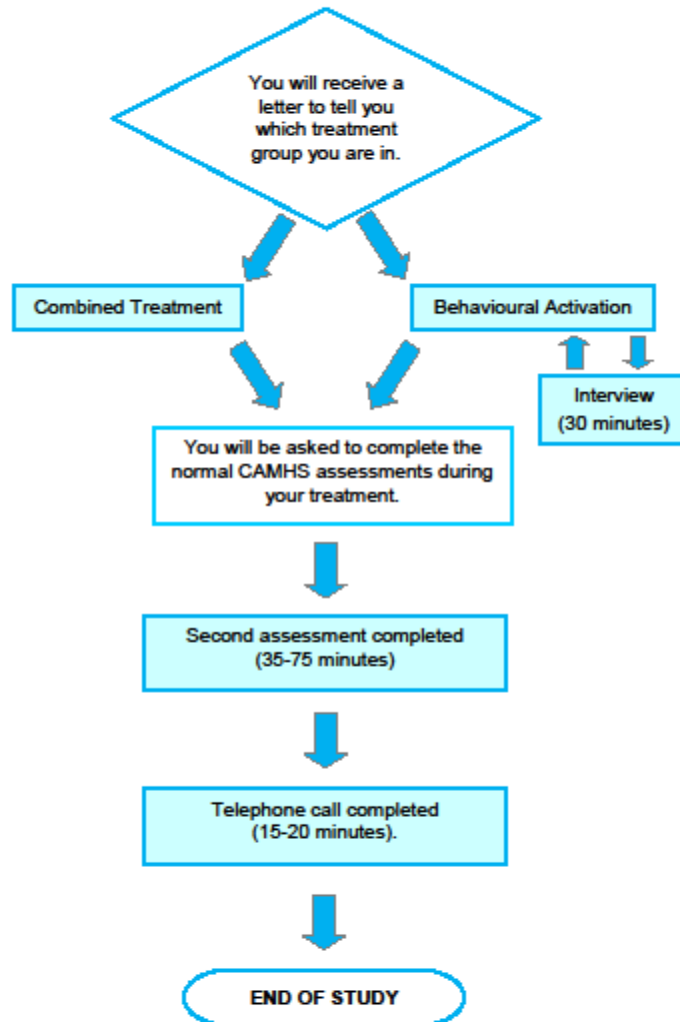 You will receive a
letter to tell you
which treatment
group you are in.
Combined Treatment
Behavioural Activation
Interview
(30 minutes)
You will be asked to complete the
normal CAMHS assessments during
your treatment.
Second assessment completed
(35-75 minutes)
Telephone call completed
(15-20 minutes).
END OF STUDY